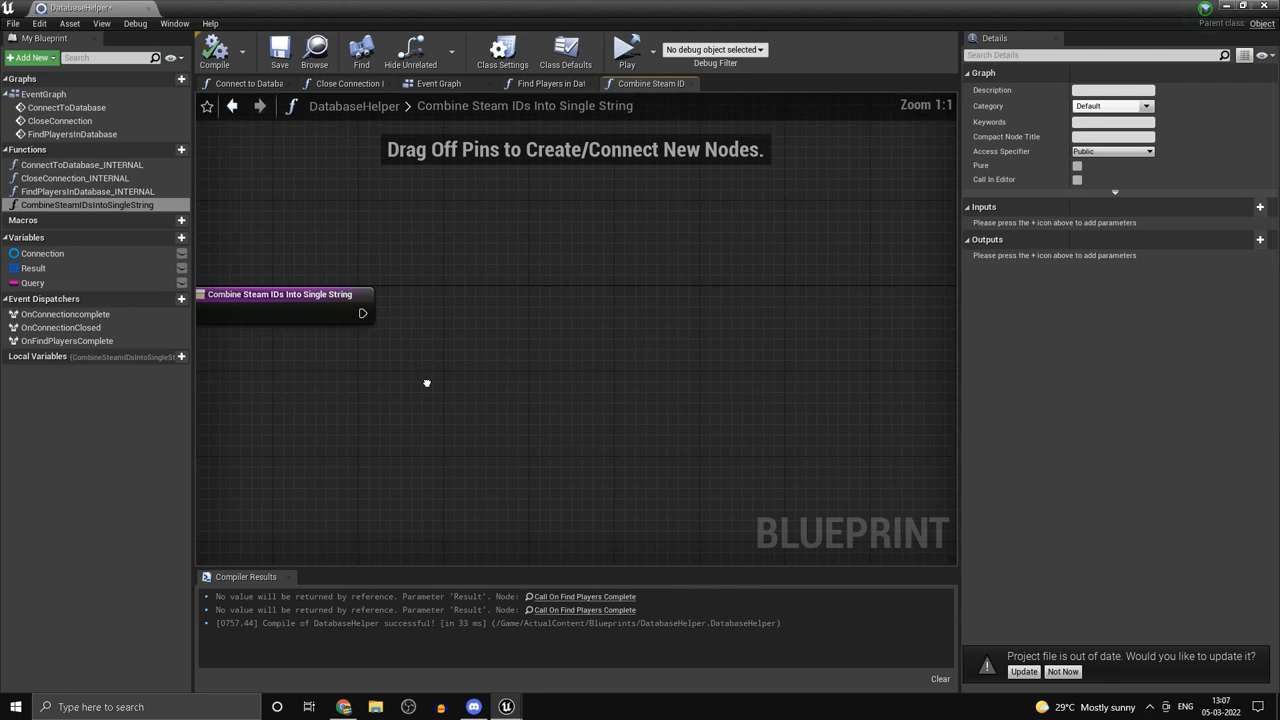 DatabaseHelper*
File Edit Asset View Debug Window Help
Parent class: Object
My Blueprint
+ Add New Search
Compile Save Browse Find Hide Unrelated Class Settings Class Defaults Play
No debug object selected
Debug Filter
Connect to Databa Close Connection I Event Graph Find Players in Dat Combine Steam ID
DatabaseHelper > Combine Steam IDs Into Single String
Zoom 1:1
Drag Off Pins to Create/Connect New Nodes.
Graphs
EventGraph
ConnectToDatabase
CloseConnection
FindPlayersInDatabase
Functions
ConnectToDatabase_INTERNAL
CloseConnection_INTERNAL
FindPlayersInDatabase_INTERNAL
CombineSteamIDsIntoSingleString
Macros
Variables
Connection
Result
Query
Event Dispatchers
OnConnectioncomplete
OnConnectionClosed
OnFindPlayersComplete
Local Variables (CombineSteamIDsIntoSingleSt
Combine Steam IDs Into Single String
BLUEPRINT
Compiler Results
No value will be returned by reference. Parameter 'Result'. Node: Call On Find Players Complete
No value will be returned by reference. Parameter 'Result'. Node: Call On Find Players Complete
[0757.44] Compile of DatabaseHelper successful! [in 33 ms] (/Game/ActualContent/Blueprints/DatabaseHelper.DatabaseHelper)
Clear
Details
Search Details
Graph
Description
Category Default
Keywords
Compact Node Title
Access Specifier Public
Pure
Call In Editor
Inputs
Please press the + icon above to add parameters
Outputs
Please press the + icon above to add parameters
Project file is out of date. Would you like to update it?
Update Not Now
Type here to search
29°C Mostly sunny
13:07
05-03-2022